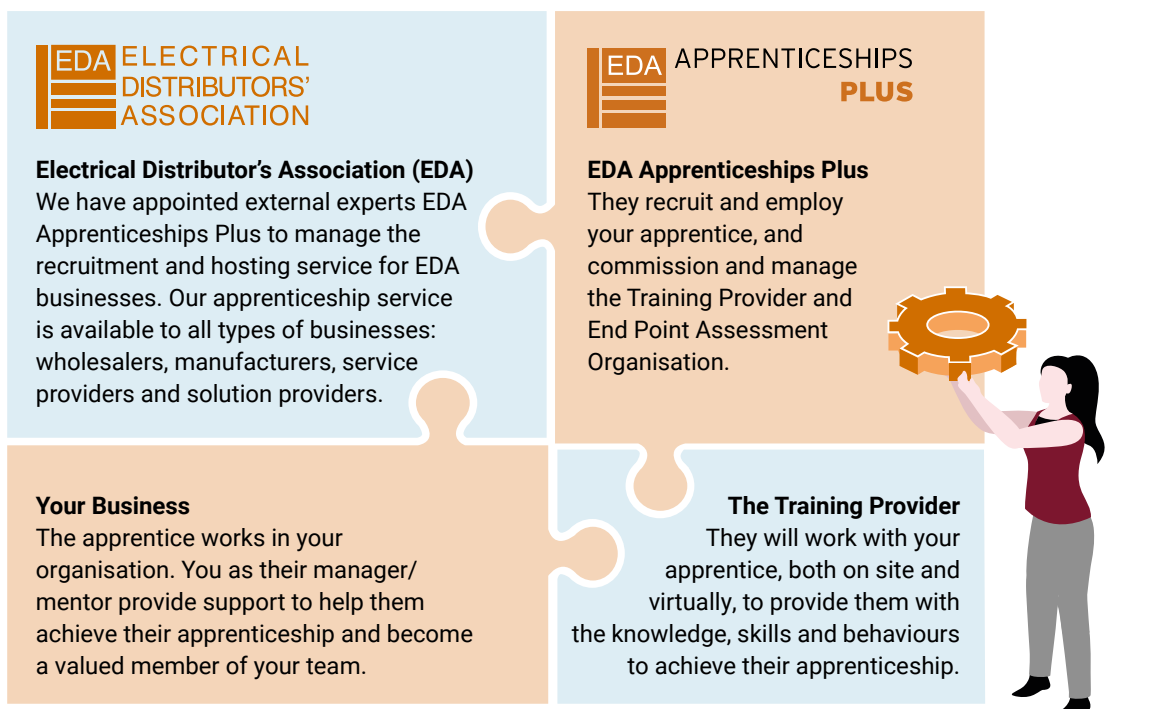 EDA
ELECTRICAL
DISTRIBUTORS'
ASSOCIATION
Electrical Distributor’s Association (EDA)
We have appointed external experts EDA
Apprenticeships Plus to manage the
recruitment and hosting service for EDA
businesses. Our apprenticeship service
is available to all types of businesses:
wholesalers, manufacturers, service
providers and solution providers.
EDA
APPRENTICESHIPS
PLUS
EDA Apprenticeships Plus
They recruit and employ
your apprentice, and
commission and manage
the Training Provider and
End Point Assessment
Organisation.
Your Business
The apprentice works in your
organisation. You as their manager/
mentor provide support to help them
achieve their apprenticeship and become
a valued member of your team.
The Training Provider
They will work with your
apprentice, both on site and
virtually, to provide them with
the knowledge, skills and behaviours
to achieve their apprenticeship.